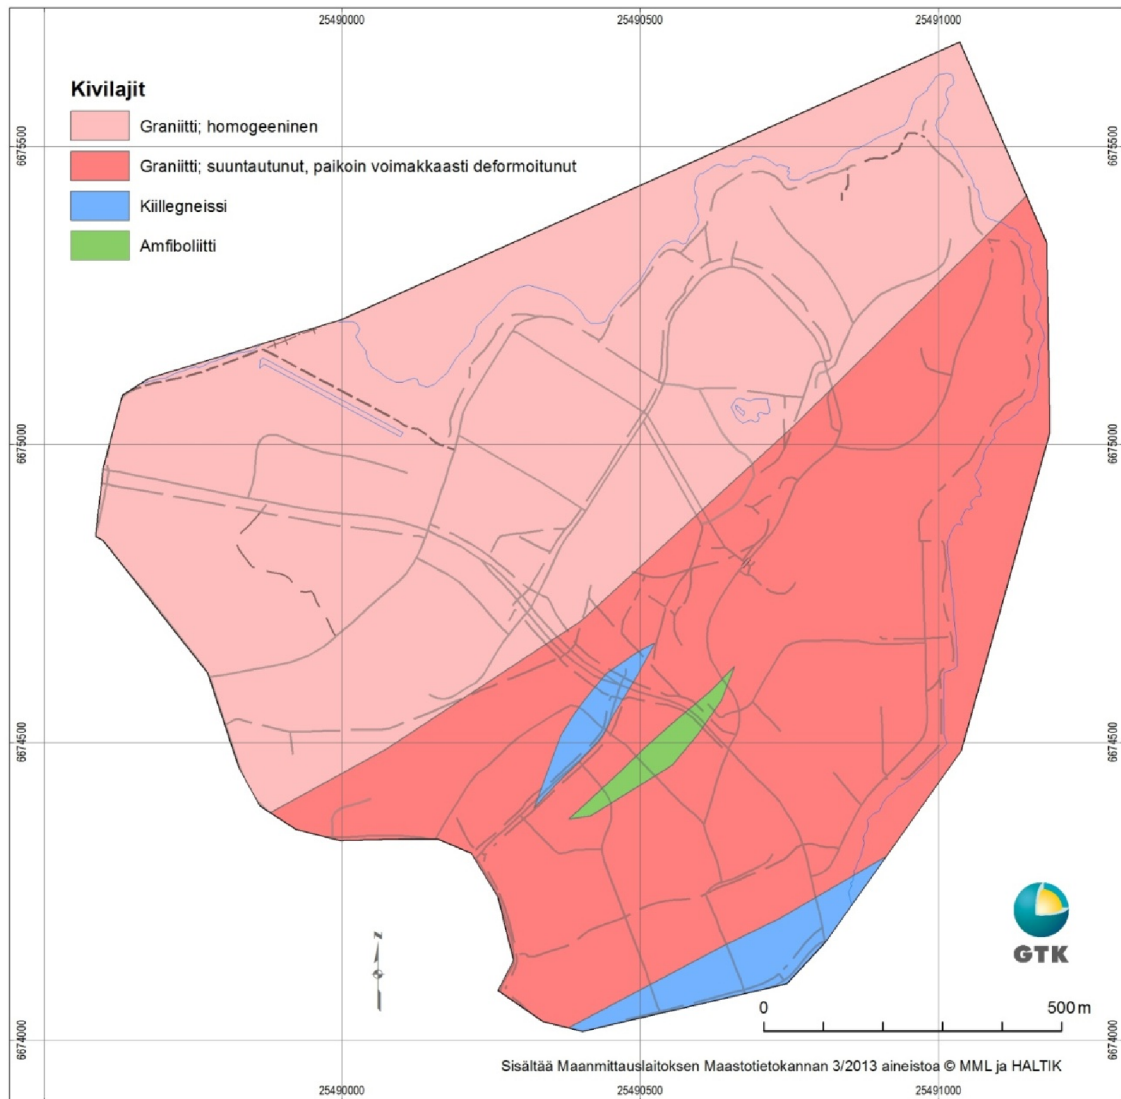 25490000 25490500 25491000
Kivilajit
Graniitti; homogeeninen
Graniitti; suuntautunut, paikoin voimakkaasti deformoitunut
Kiillegneissi
Amfiboliitti
6675500 6675500
6675000 6675000
6674500 6674500
N
GTK
0 500 m
6674000 6674000
Sisältää Maanmittauslaitoksen Maastotietokannan 3/2013 aineistoa © MML ja HALTIK
25490000 25490500 25491000